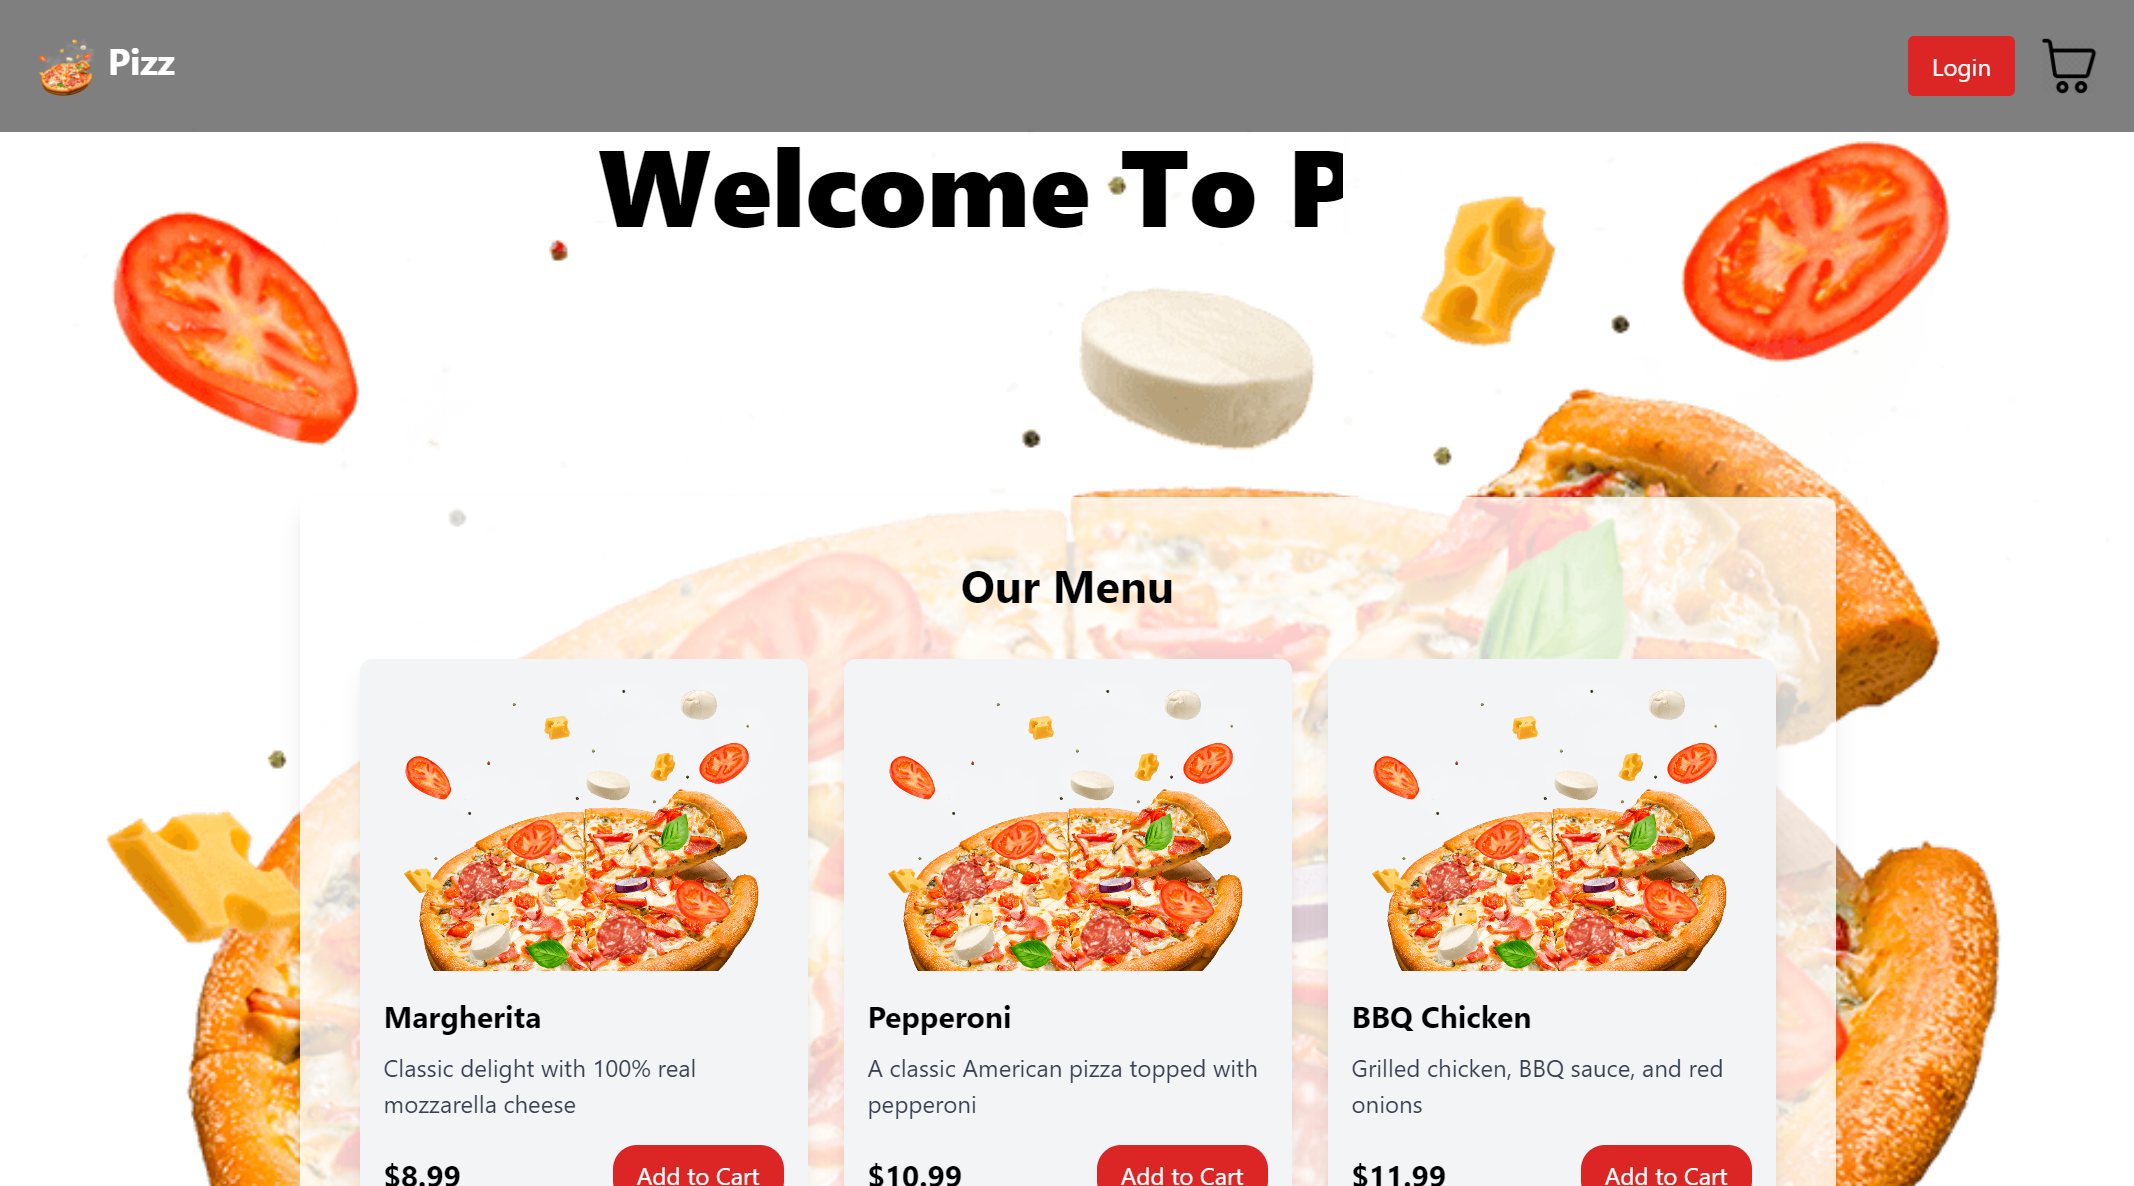 Pizz
Login
Welcome To P
Our Menu
Margherita
Classic delight with 100% real
mozzarella cheese
$8.99
Add to Cart
Pepperoni
A classic American pizza topped with
pepperoni
$10.99
Add to Cart
BBQ Chicken
Grilled chicken, BBQ sauce, and red
onions
$11.99
Add to Cart